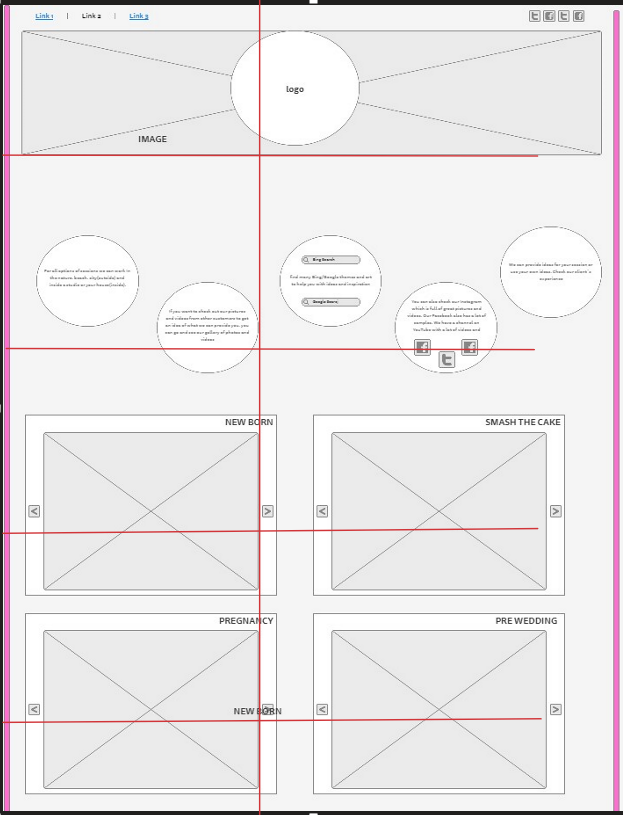 Link 1 | Link 2 | Link 3
logo
IMAGE
For all options of sessions we can work in
the nature, beach, city(outside) and
inside a studio or your house(inside).
If you want to check out our pictures
and videos from other customers to get
an idea of what we can provide you, you
can go and see our gallery of photos and
videos
Bing Search
find many Bing/Google themes and art
to help you with ideas and inspiration
Google Searc
You can also check our Instagram
which is full of great pictures and
videos. Our Facebook also has a lot of
samples. We have a channel on
YouTube with a lot of videos and
We can provide ideas for your session or
use your own ideas. Check our client's
experience
NEW BORN
SMASH THE CAKE
PREGNANCY
PRE WEDDING
NEW BORN